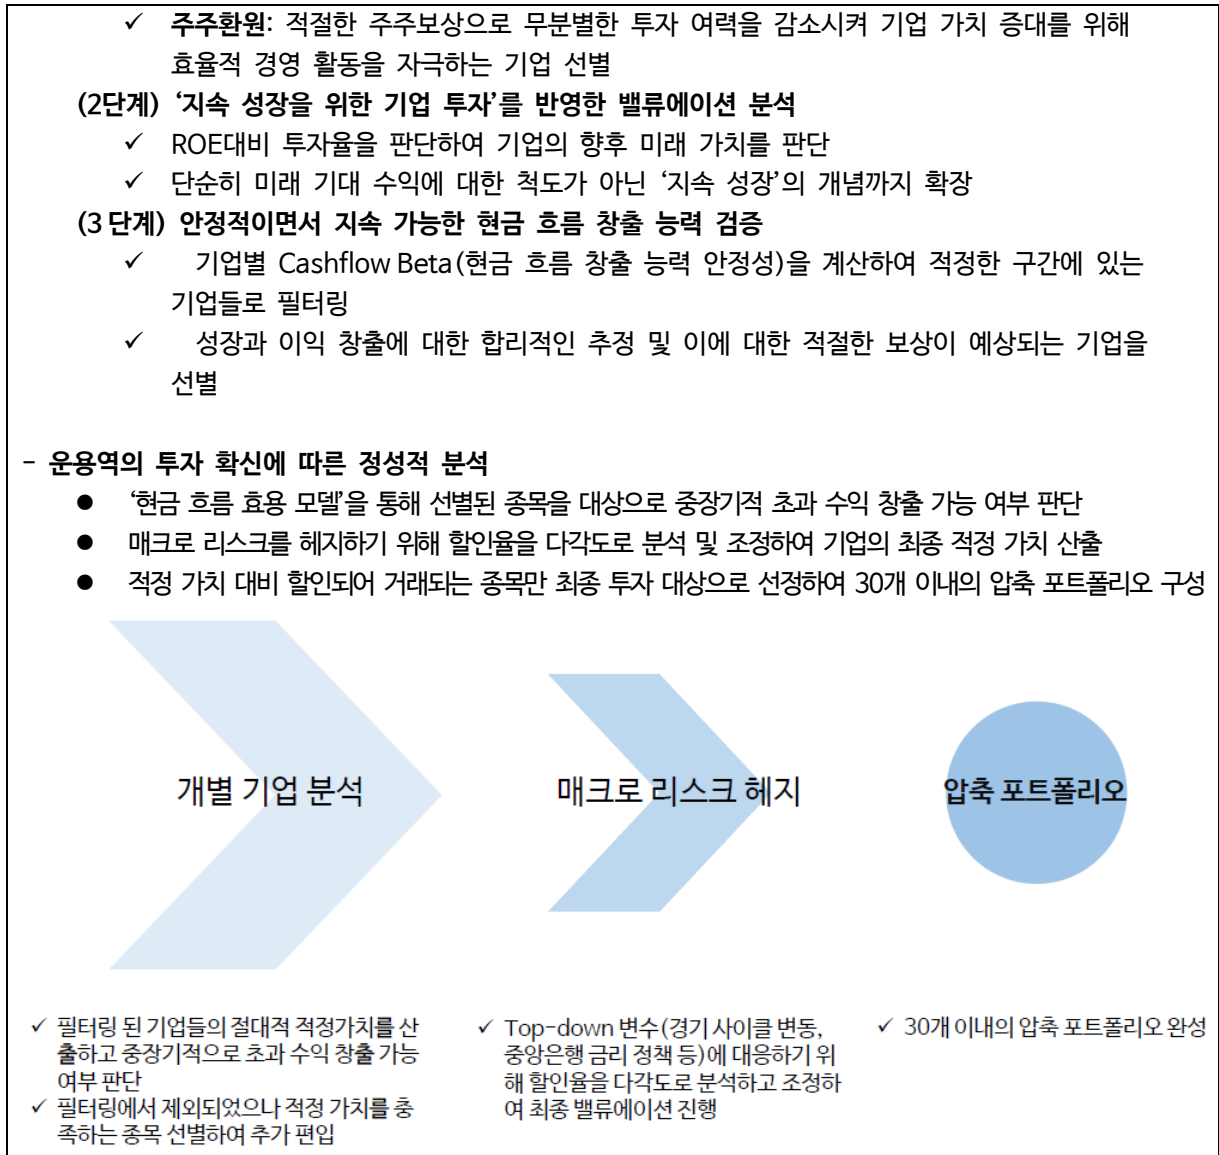 ✓ 주주환원: 적절한 주주보상으로 무분별한 투자 여력을 감소시켜 기업 가치 증대를 위해
효율적 경영 활동을 자극하는 기업 선별
(2단계) ‘지속 성장을 위한 기업 투자’를 반영한 밸류에이션 분석
✓ ROE대비 투자율을 판단하여 기업의 향후 미래 가치를 판단
✓ 단순히 미래 기대 수익에 대한 척도가 아닌 ‘지속 성장’의 개념까지 확장
(3단계) 안정적이면서 지속 가능한 현금 흐름 창출 능력 검증
✓ 기업별 Cashflow Beta(현금 흐름 창출 능력 안정성)을 계산하여 적정한 구간에 있는
기업들로 필터링
✓ 성장과 이익 창출에 대한 합리적인 추정 및 이에 대한 적절한 보상이 예상되는 기업을
선별
- 운용역의 투자 확신에 따른 정성적 분석
● ‘현금 흐름 효용 모델’을 통해 선별된 종목을 대상으로 중장기적 초과 수익 창출 가능 여부 판단
● 매크로 리스크를 헤지하기 위해 할인율을 다각도로 분석 및 조정하여 기업의 최종 적정 가치 산출
● 적정 가치 대비 할인되어 거래되는 종목만 최종 투자 대상으로 선정하여 30개 이내의 압축 포트폴리오 구성
개별 기업 분석
매크로 리스크 헤지
압축 포트폴리오
✓ 필터링 된 기업들의 절대적 적정가치를 산
출하고 중장기적으로 초과 수익 창출 가능
여부 판단
✓ 필터링에서 제외되었으나 적정 가치를 충
족하는 종목 선별하여 추가 편입
✓ Top-down 변수(경기 사이클 변동,
중앙은행 금리 정책 등)에 대응하기 위
해 할인율을 다각도로 분석하고 조정하
여 최종 밸류에이션 진행
✓ 30개 이내의 압축 포트폴리오 완성